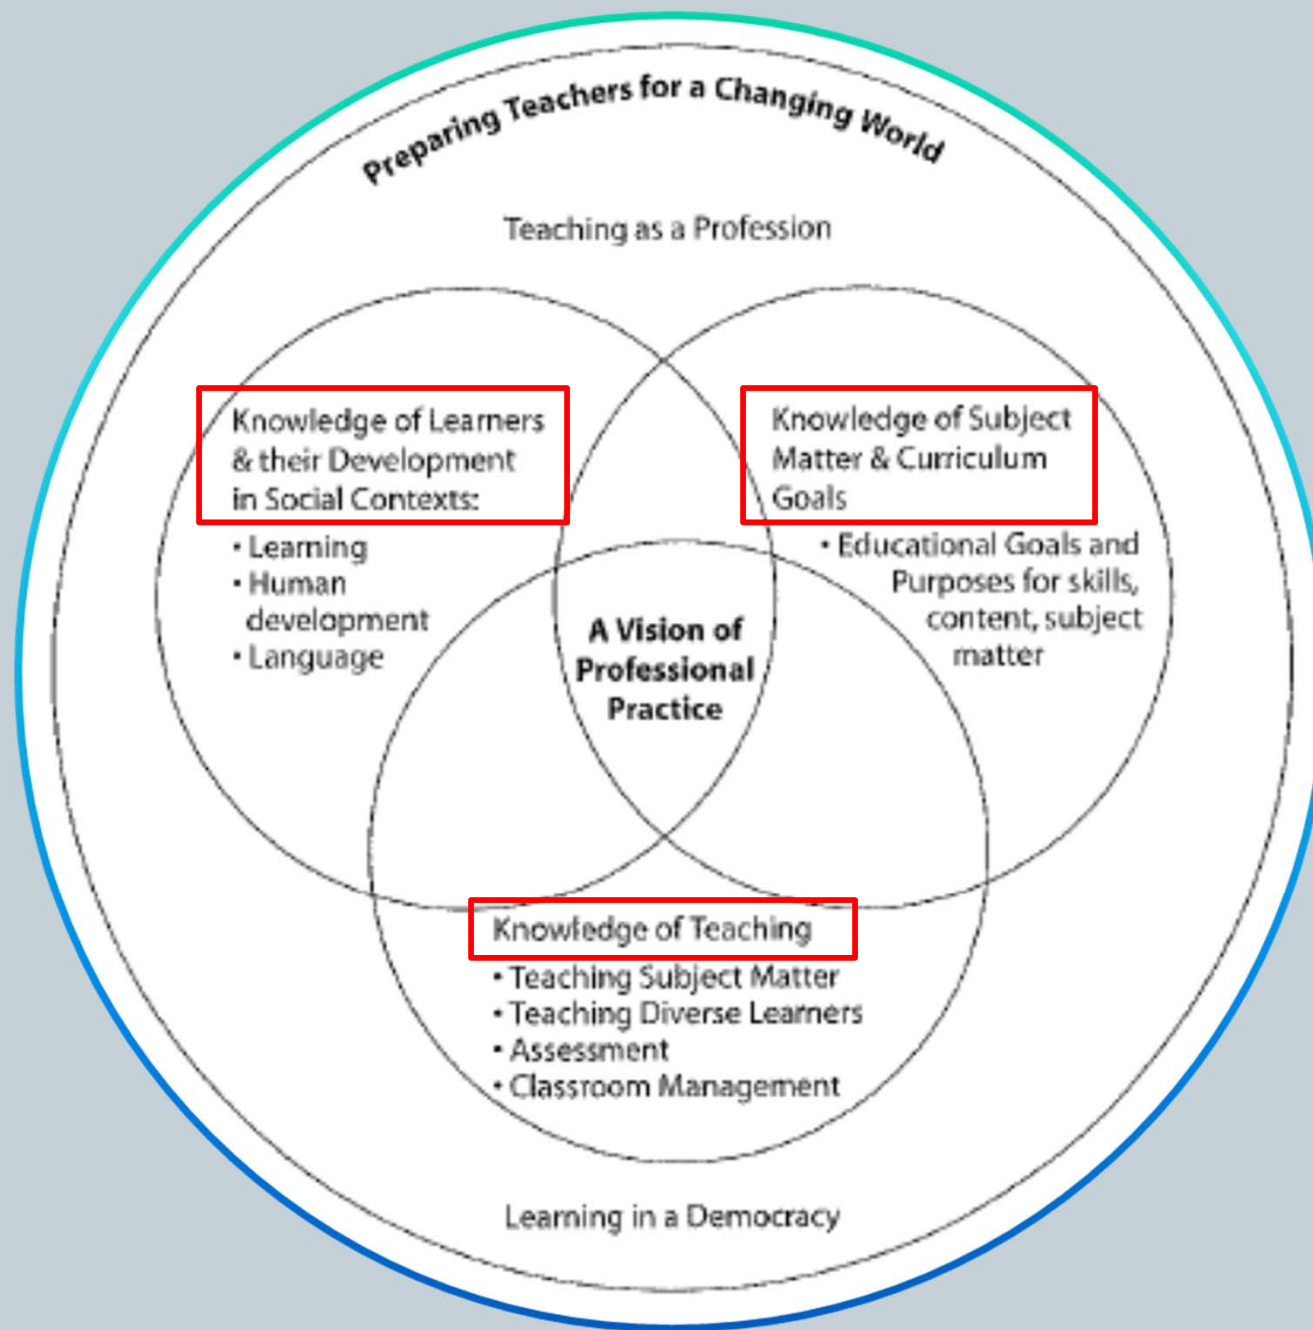 Preparing Teachers for a Changing World
Teaching as a Profession
Knowledge of Learners
& their Development
in Social Contexts:
• Learning
• Human
development
• Language
Knowledge of Subject
Matter & Curriculum
Goals
• Educational Goals and
Purposes for skills,
content, subject
matter
A Vision of
Professional
Practice
Knowledge of Teaching
• Teaching Subject Matter
• Teaching Diverse Learners
• Assessment
• Classroom Management
Learning in a Democracy